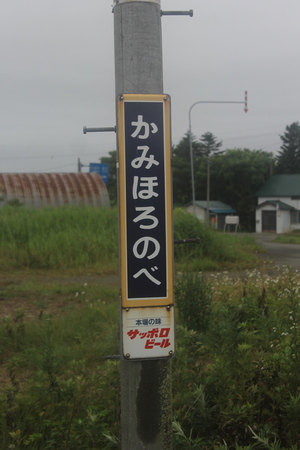 かみほろのべ
本場の味
サッポロ
ビール